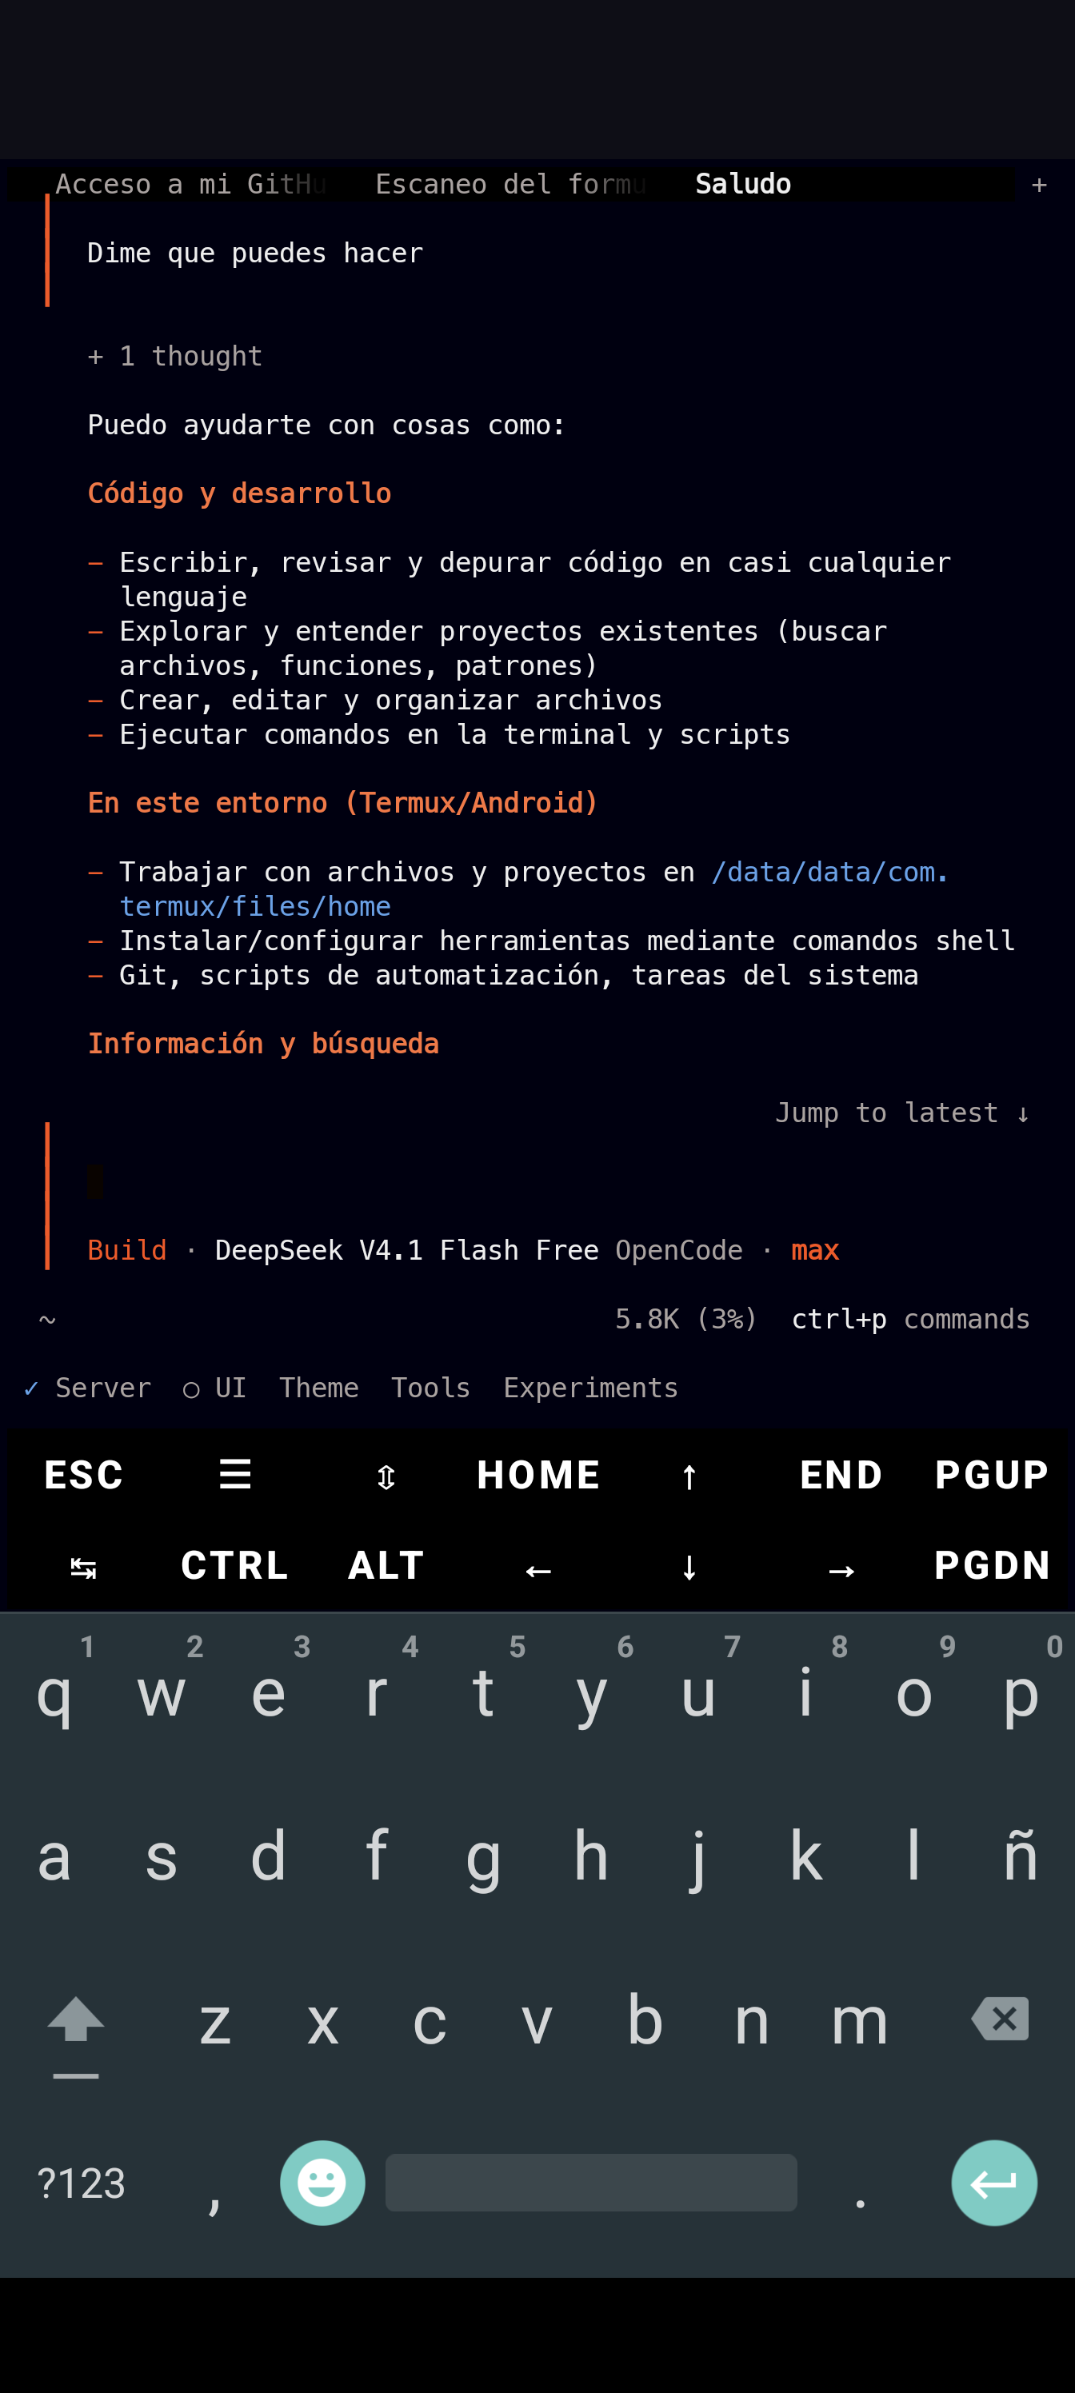 Acceso a mi GitHu Escaneo del formu Saludo +
Dime que puedes hacer
+ 1 thought
Puedo ayudarte con cosas como:
Código y desarrollo
– Escribir, revisar y depurar código en casi cualquier
lenguaje
– Explorar y entender proyectos existentes (buscar
archivos, funciones, patrones)
– Crear, editar y organizar archivos
– Ejecutar comandos en la terminal y scripts
En este entorno (Termux/Android)
– Trabajar con archivos y proyectos en /data/data/com.
termux/files/home
– Instalar/configurar herramientas mediante comandos shell
– Git, scripts de automatización, tareas del sistema
Información y búsqueda
Jump to latest ↓
Build · DeepSeek V4.1 Flash Free OpenCode · max
~ 5.8K (3%) ctrl+p commands
✓ Server ○ UI Theme Tools Experiments
ESC ☰ ⇳ HOME ↑ END PGUP
↹ CTRL ALT ← ↓ → PGDN
1 2 3 4 5 6 7 8 9 0
q w e r t y u i o p
a s d f g h j k l ñ
z x c v b n m
?123 , .